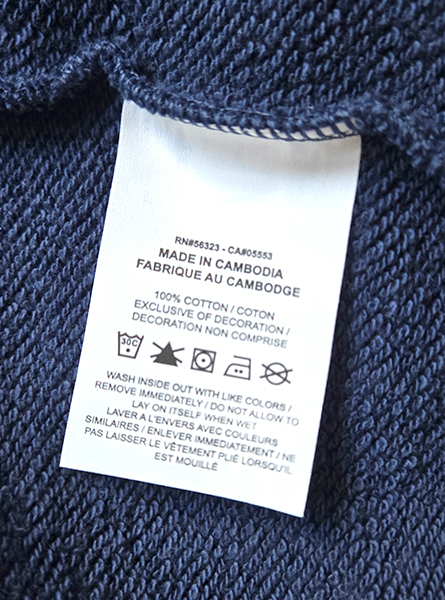 RN#56323 - CA#05553
MADE IN CAMBODIA
FABRIQUE AU CAMBODGE
100% COTTON / COTON
EXCLUSIVE OF DECORATION /
DECORATION NON COMPRISE
30C
WASH INSIDE OUT WITH LIKE COLORS /
REMOVE IMMEDIATELY / DO NOT ALLOW TO
LAY ON ITSELF WHEN WET
LAVER A L'ENVERS AVEC COULEURS
SIMILAIRES / ENLEVER IMMEDIATEMENT / NE
PAS LAISSER LE VÊTEMENT PLIÉ LORSQU'IL
EST MOUILLÉ